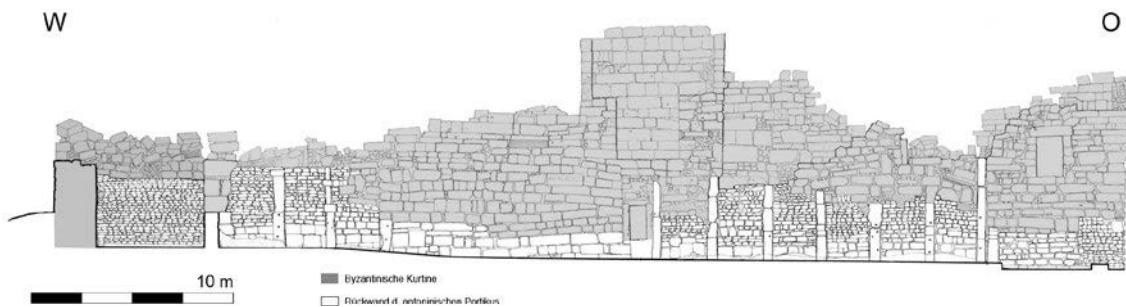 W O
10 m
Byzantinische Kurtine
Rückwand d. antoninischen Portikus